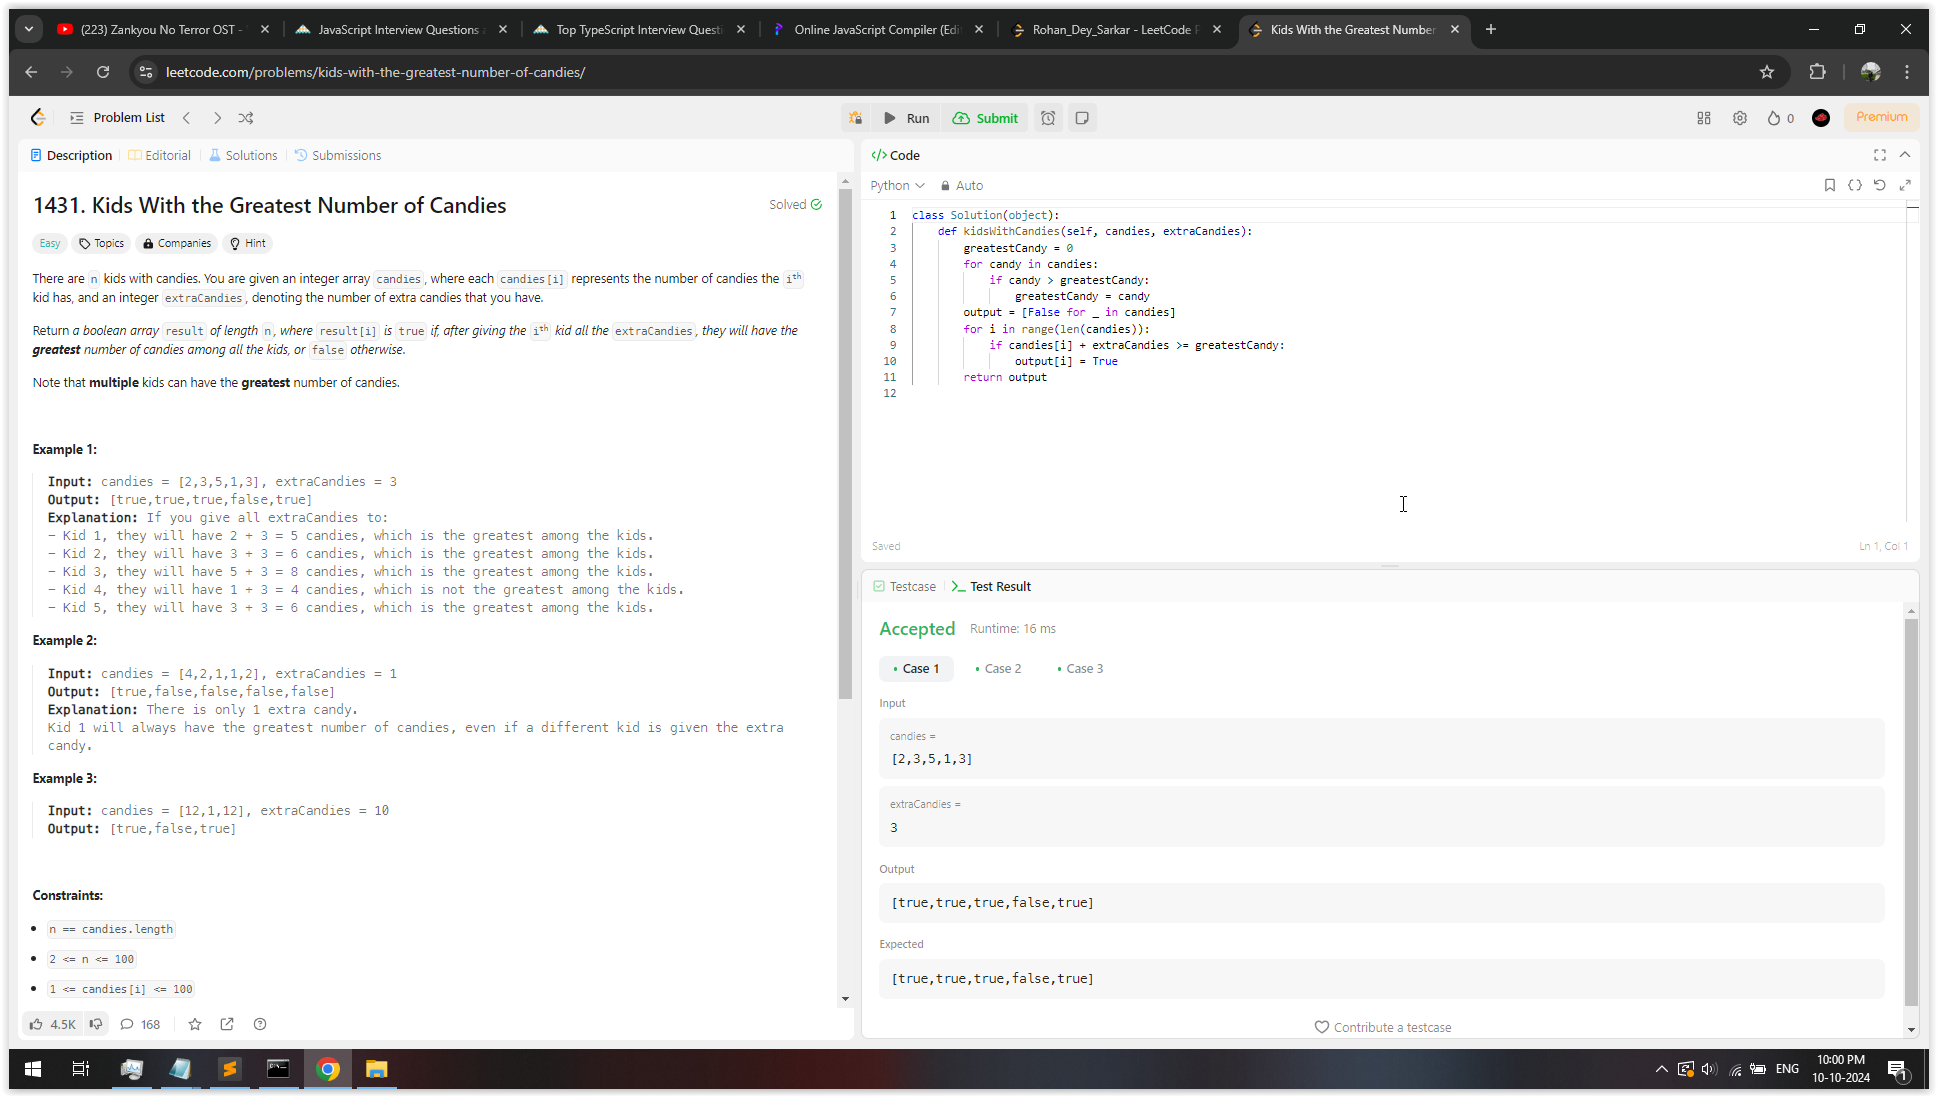 (223) Zankyou No Terror OST -
JavaScript Interview Questions
Top TypeScript Interview Questi
Online JavaScript Compiler (Edi
Rohan_Dey_Sarkar - LeetCode P
Kids With the Greatest Number
leetcode.com/problems/kids-with-the-greatest-number-of-candies/
Problem List
Run
Submit
0
Premium
Description
Editorial
Solutions
Submissions
1431. Kids With the Greatest Number of Candies
Solved
Easy
Topics
Companies
Hint
There are n kids with candies. You are given an integer array candies, where each candies[i] represents the number of candies the ith
kid has, and an integer extraCandies, denoting the number of extra candies that you have.
Return a boolean array result of length n, where result[i] is true if, after giving the ith kid all the extraCandies, they will have the
greatest number of candies among all the kids, or false otherwise.
Note that multiple kids can have the greatest number of candies.
Example 1:
Input: candies = [2,3,5,1,3], extraCandies = 3
Output: [true,true,true,false,true]
Explanation: If you give all extraCandies to:
- Kid 1, they will have 2 + 3 = 5 candies, which is the greatest among the kids.
- Kid 2, they will have 3 + 3 = 6 candies, which is the greatest among the kids.
- Kid 3, they will have 5 + 3 = 8 candies, which is the greatest among the kids.
- Kid 4, they will have 1 + 3 = 4 candies, which is not the greatest among the kids.
- Kid 5, they will have 3 + 3 = 6 candies, which is the greatest among the kids.
Example 2:
Input: candies = [4,2,1,1,2], extraCandies = 1
Output: [true,false,false,false,false]
Explanation: There is only 1 extra candy.
Kid 1 will always have the greatest number of candies, even if a different kid is given the extra
candy.
Example 3:
Input: candies = [12,1,12], extraCandies = 10
Output: [true,false,true]
Constraints:
n == candies.length
2 <= n <= 100
1 <= candies[i] <= 100
4.5K
168
</> Code
Python
Auto
1 class Solution(object):
2 def kidsWithCandies(self, candies, extraCandies):
3 greatestCandy = 0
4 for candy in candies:
5 if candy > greatestCandy:
6 greatestCandy = candy
7 output = [False for _ in candies]
8 for i in range(len(candies)):
9 if candies[i] + extraCandies >= greatestCandy:
10 output[i] = True
11 return output
12
Saved
Ln 1, Col 1
Testcase
Test Result
Accepted
Runtime: 16 ms
Case 1
Case 2
Case 3
Input
candies =
[2,3,5,1,3]
extraCandies =
3
Output
[true,true,true,false,true]
Expected
[true,true,true,false,true]
Contribute a testcase
ENG
10:00 PM
10-10-2024
1